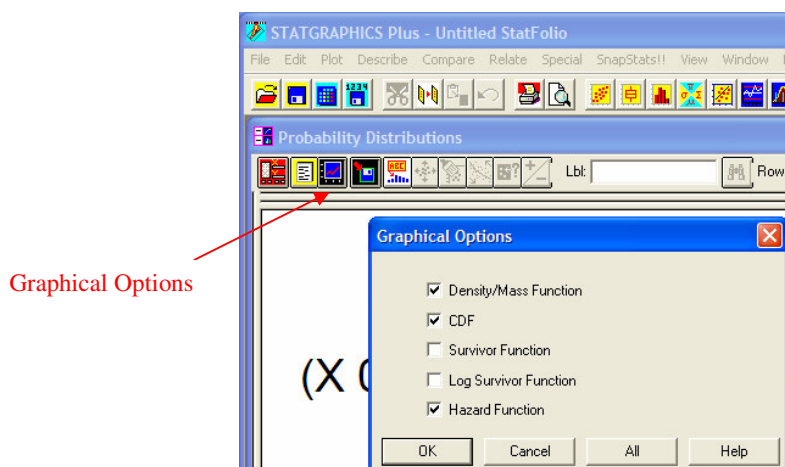 STATGRAPHICS Plus - Untitled StatFolio
File Edit Plot Describe Compare Relate Special SnapStats!! View Window
Probability Distributions
Lbl: Row
Graphical Options
Graphical Options
Density/Mass Function
CDF
Survivor Function
Log Survivor Function
Hazard Function
(X
OK Cancel All Help